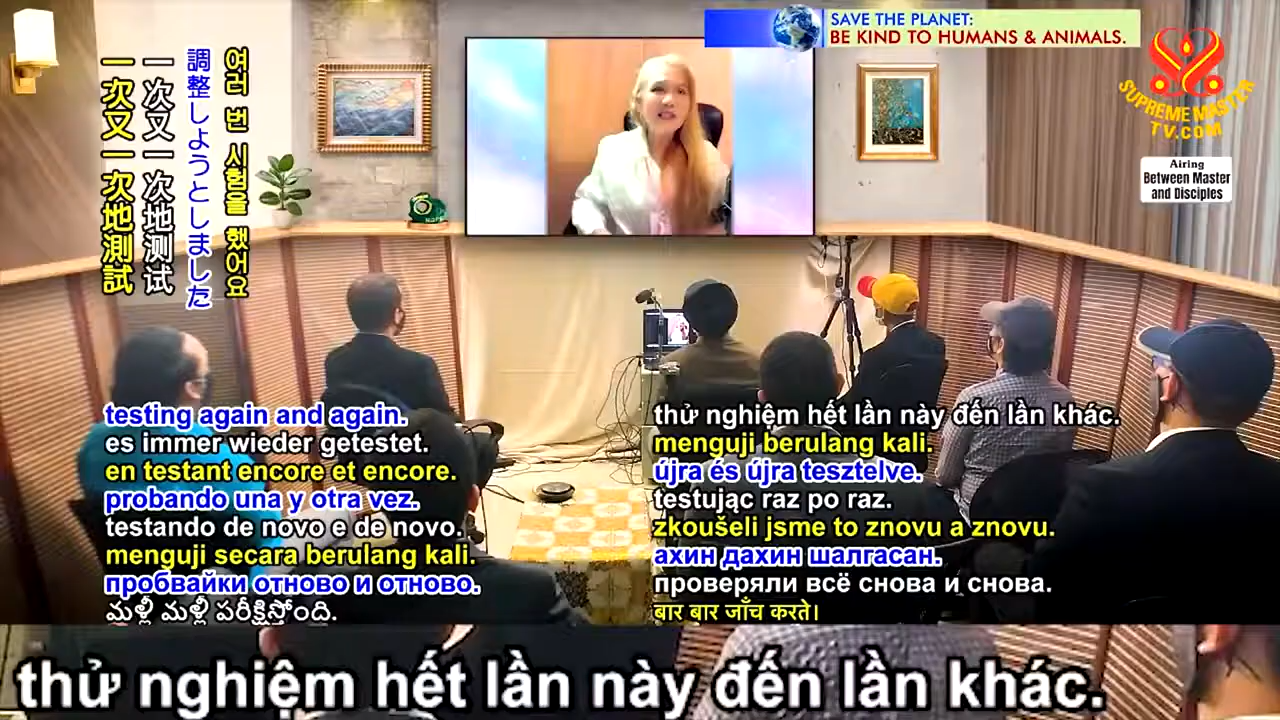 SAVE THE PLANET:
BE KIND TO HUMANS & ANIMALS.
SUPREME MASTER
TV.COM
Airing
Between Master
and Disciples
여러 번 시험을 했어요
調整しようとしました
一次又一次地测试
一次又一次地測試
testing again and again.
es immer wieder getestet.
en testant encore et encore.
probando una y otra vez.
testando de novo e de novo.
menguji secara berulang kali.
пробвайки отново и отново.
మళ్లీ మళ్లీ పరీక్షిస్తోంది.
thử nghiệm hết lần này đến lần khác.
menguji berulang kali.
újra és újra tesztelve.
testując raz po raz.
zkoušeli jsme to znovu a znovu.
ахин дахин шалгасан.
проверяли всё снова и снова.
बार बार जाँच करते।
thử nghiệm hết lần này đến lần khác.